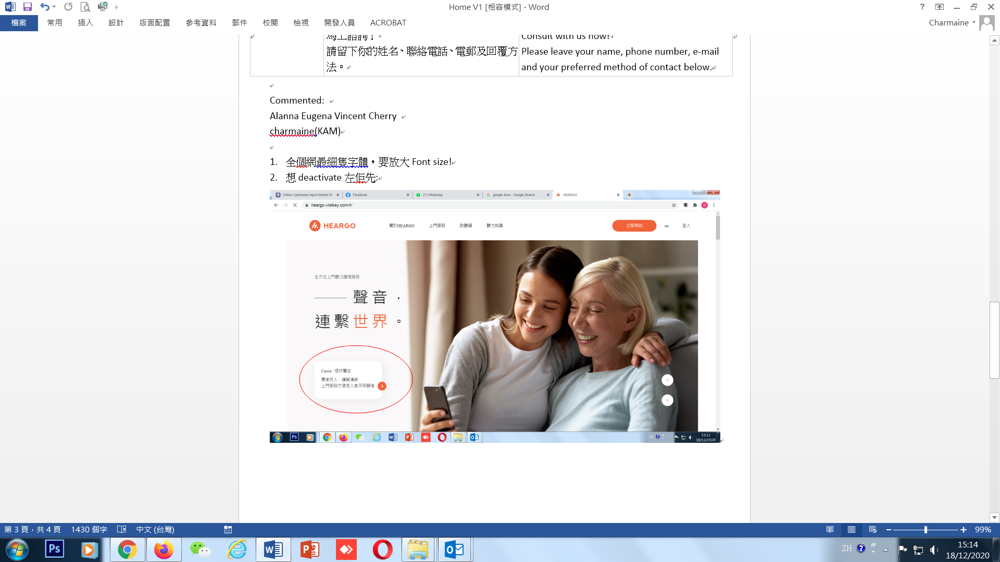 Home V1 [相容模式] - Word
檔案 常用 插入 設計 版面配置 參考資料 郵件 校閱 檢視 開發人員 ACROBAT Charmaine
馬上諮詢！
請留下你的姓名、聯絡電話、電郵及回覆方
法。
Consult with us now!
Please leave your name, phone number, e-mail
and your preferred method of contact below.
Commented:
Alanna Eugena Vincent Cherry
charmaine(KAM)
1. 全個網最細隻字體，要放大 Font size!
2. 想 deactivate 左佢先:
Online Cantonese Input Method Facebook (7) WhatsApp google drive - Google Search HEARGO
heargo.wistkey.com/#/
HEARGO 關於HEARGO 上門服務 助聽器 聽力知識 立即預約 en 登入
全方位上門聽力護理服務
聲音，
連繫世界。
Carrie / 退休醫生
專家好人，講解清晰
上門服務方便老人家及照顧者
ZH 15:12
18/12/2020
第 3 頁，共 4 頁 1430 個字 中文 (台灣) 99%
ZH 15:14
18/12/2020